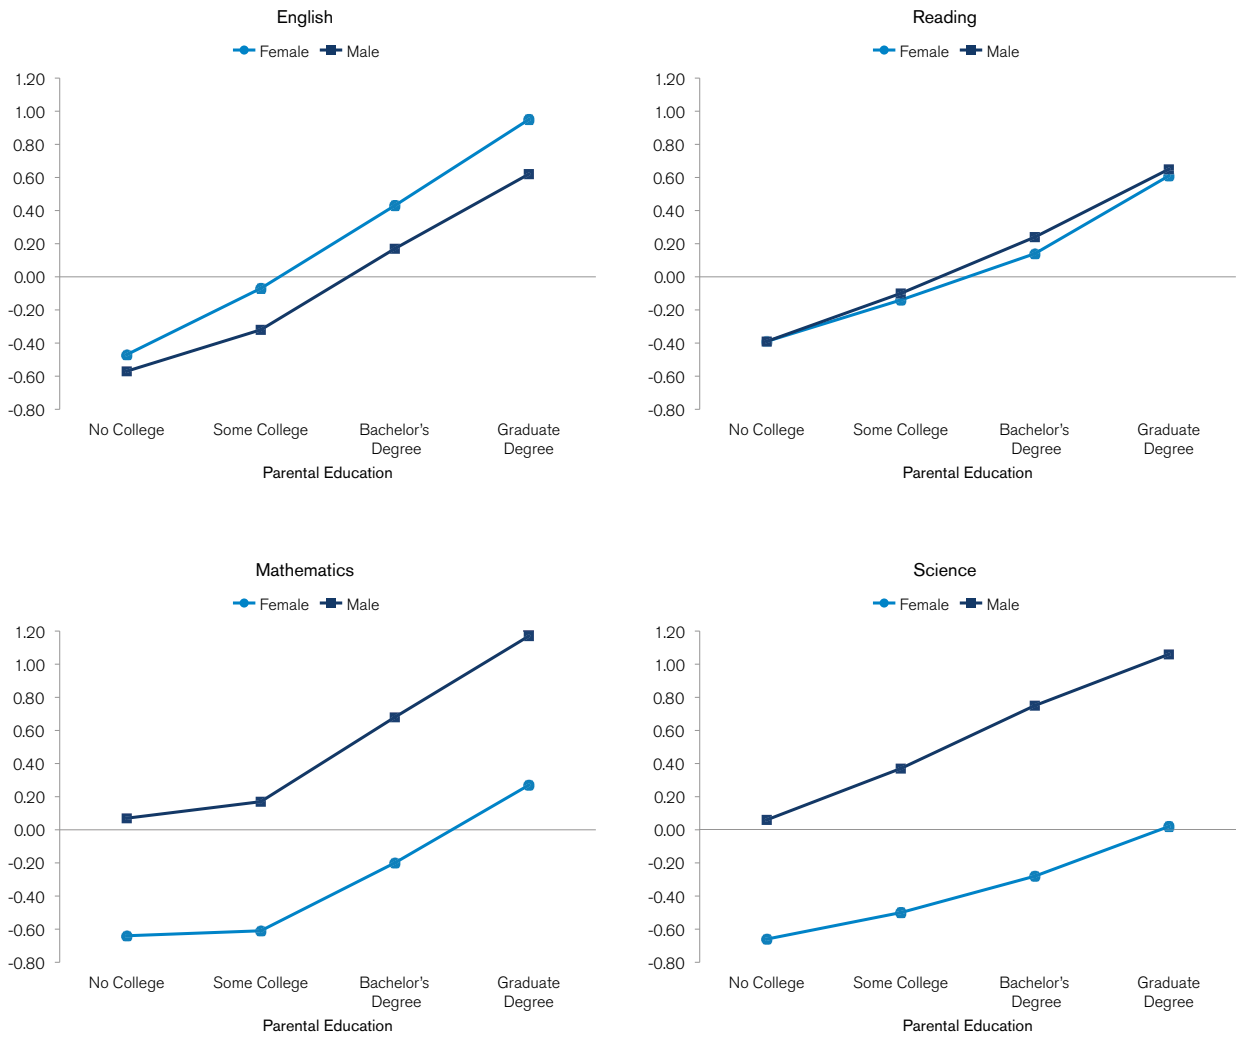 English
Female Male
1.20
1.00
0.80
0.60
0.40
0.20
0.00
-0.20
-0.40
-0.60
-0.80
No College Some College Bachelor's Graduate
Degree Degree
Parental Education
Reading
Female Male
1.20
1.00
0.80
0.60
0.40
0.20
0.00
-0.20
-0.40
-0.60
-0.80
No College Some College Bachelor's Graduate
Degree Degree
Parental Education
Mathematics
Female Male
1.20
1.00
0.80
0.60
0.40
0.20
0.00
-0.20
-0.40
-0.60
-0.80
No College Some College Bachelor's Graduate
Degree Degree
Parental Education
Science
Female Male
1.20
1.00
0.80
0.60
0.40
0.20
0.00
-0.20
-0.40
-0.60
-0.80
No College Some College Bachelor's Graduate
Degree Degree
Parental Education